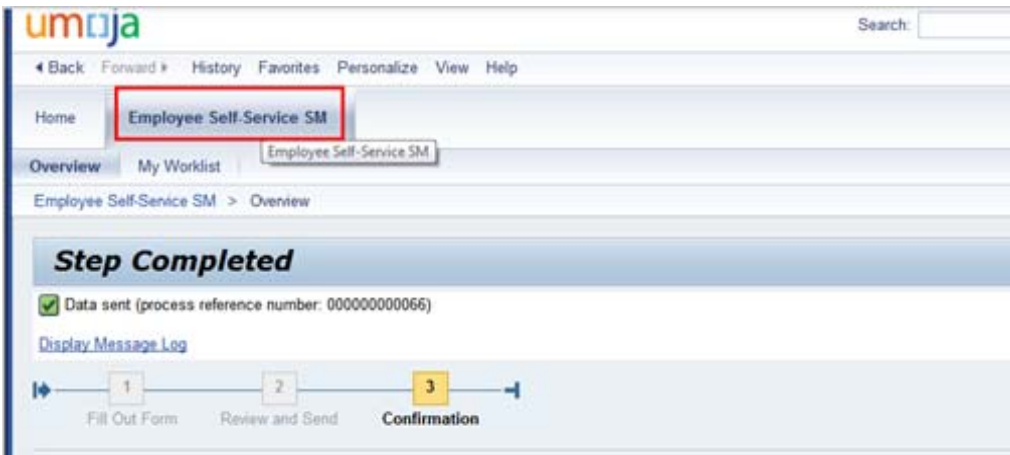 umoja
Search:
Back Forward History Favorites Personalize View Help
Home Employee Self-Service SM
Employee Self-Service SM
Overview My Worklist
Employee Self-Service SM > Overview
Step Completed
Data sent (process reference number: 000000000066)
Display Message Log
1 2 3
Fill Out Form Review and Send Confirmation